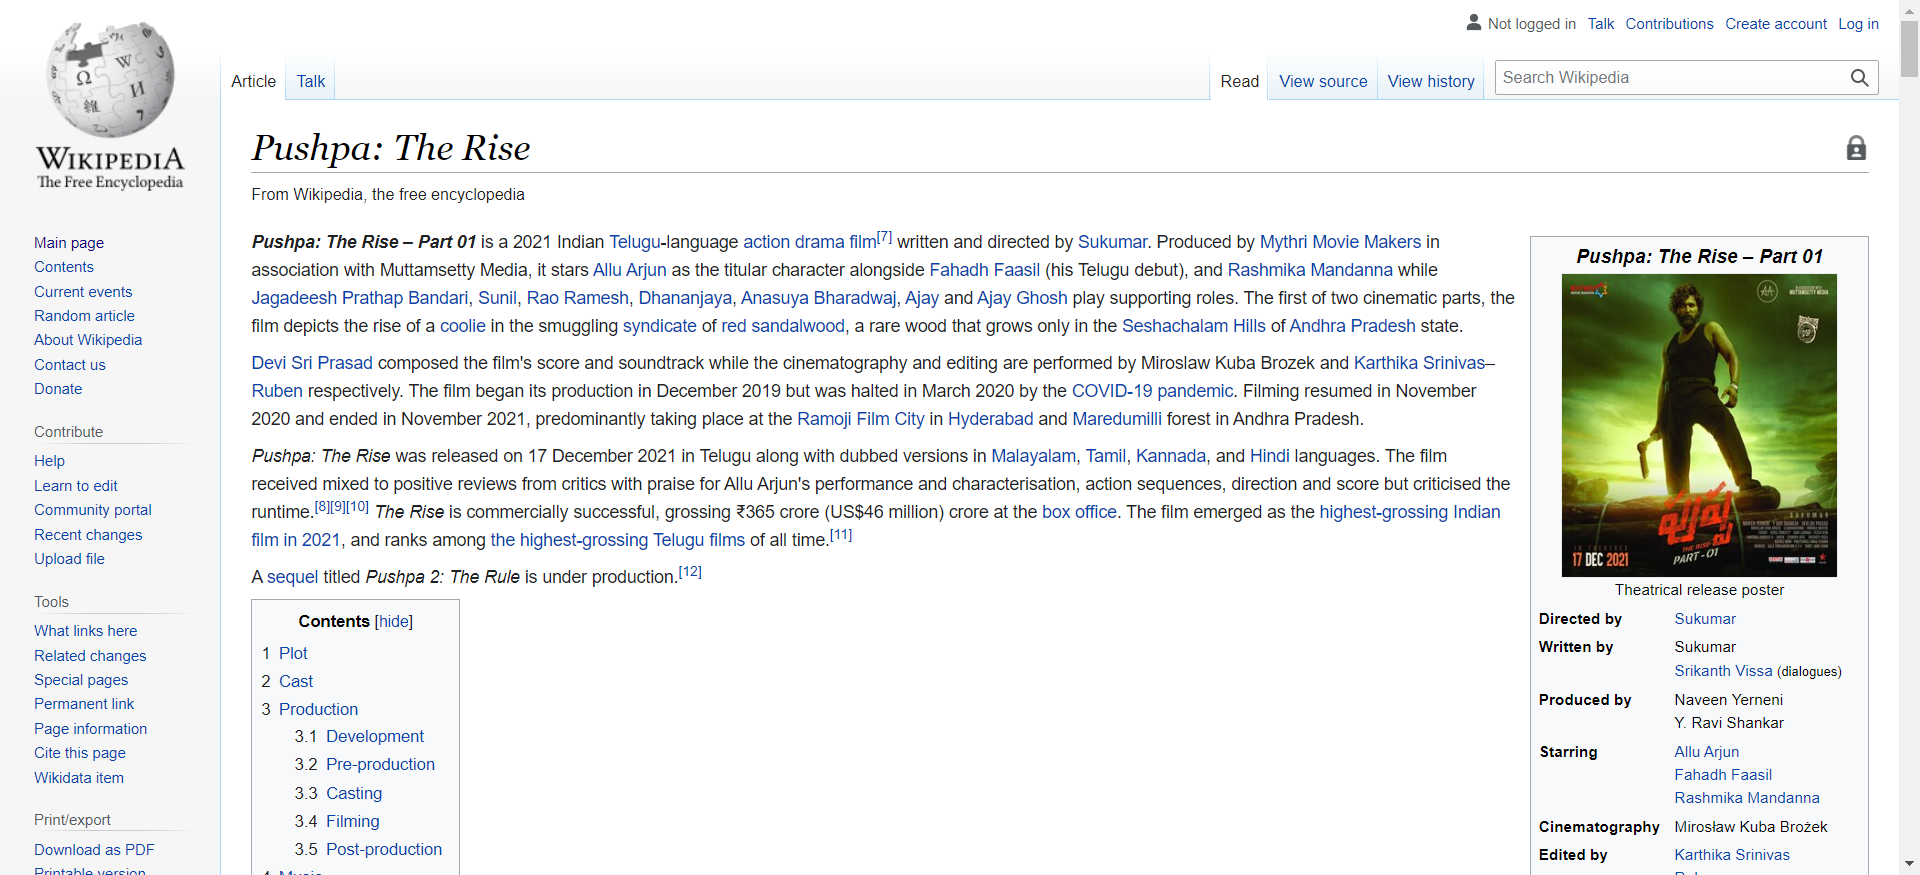 Not logged in Talk Contributions Create account Log in
Article Talk Read View source View history Search Wikipedia
WIKIPEDIA
The Free Encyclopedia
Main page
Contents
Current events
Random article
About Wikipedia
Contact us
Donate
Contribute
Help
Learn to edit
Community portal
Recent changes
Upload file
Tools
What links here
Related changes
Special pages
Permanent link
Page information
Cite this page
Wikidata item
Print/export
Download as PDF
Printable version
Pushpa: The Rise
From Wikipedia, the free encyclopedia
Pushpa: The Rise – Part 01 is a 2021 Indian Telugu-language action drama film[7] written and directed by Sukumar. Produced by Mythri Movie Makers in
association with Muttamsetty Media, it stars Allu Arjun as the titular character alongside Fahadh Faasil (his Telugu debut), and Rashmika Mandanna while
Jagadeesh Prathap Bandari, Sunil, Rao Ramesh, Dhananjaya, Anasuya Bharadwaj, Ajay and Ajay Ghosh play supporting roles. The first of two cinematic parts, the
film depicts the rise of a coolie in the smuggling syndicate of red sandalwood, a rare wood that grows only in the Seshachalam Hills of Andhra Pradesh state.
Devi Sri Prasad composed the film's score and soundtrack while the cinematography and editing are performed by Miroslaw Kuba Brozek and Karthika Srinivas–
Ruben respectively. The film began its production in December 2019 but was halted in March 2020 by the COVID-19 pandemic. Filming resumed in November
2020 and ended in November 2021, predominantly taking place at the Ramoji Film City in Hyderabad and Maredumilli forest in Andhra Pradesh.
Pushpa: The Rise was released on 17 December 2021 in Telugu along with dubbed versions in Malayalam, Tamil, Kannada, and Hindi languages. The film
received mixed to positive reviews from critics with praise for Allu Arjun's performance and characterisation, action sequences, direction and score but criticised the
runtime.[8][9][10] The Rise is commercially successful, grossing ₹365 crore (US$46 million) crore at the box office. The film emerged as the highest-grossing Indian
film in 2021, and ranks among the highest-grossing Telugu films of all time.[11]
A sequel titled Pushpa 2: The Rule is under production.[12]
Contents [hide]
1 Plot
2 Cast
3 Production
3.1 Development
3.2 Pre-production
3.3 Casting
3.4 Filming
3.5 Post-production
4 Music
Pushpa: The Rise – Part 01
MUTTAMSETTY MEDIA
DSP
SUKUMAR
పుష్ప
THE RISE
PART-01
IN THEATRES
17 DEC 2021
Theatrical release poster
Directed by Sukumar
Written by Sukumar
Srikanth Vissa (dialogues)
Produced by Naveen Yerneni
Y. Ravi Shankar
Starring Allu Arjun
Fahadh Faasil
Rashmika Mandanna
Cinematography Mirosław Kuba Brożek
Edited by Karthika Srinivas